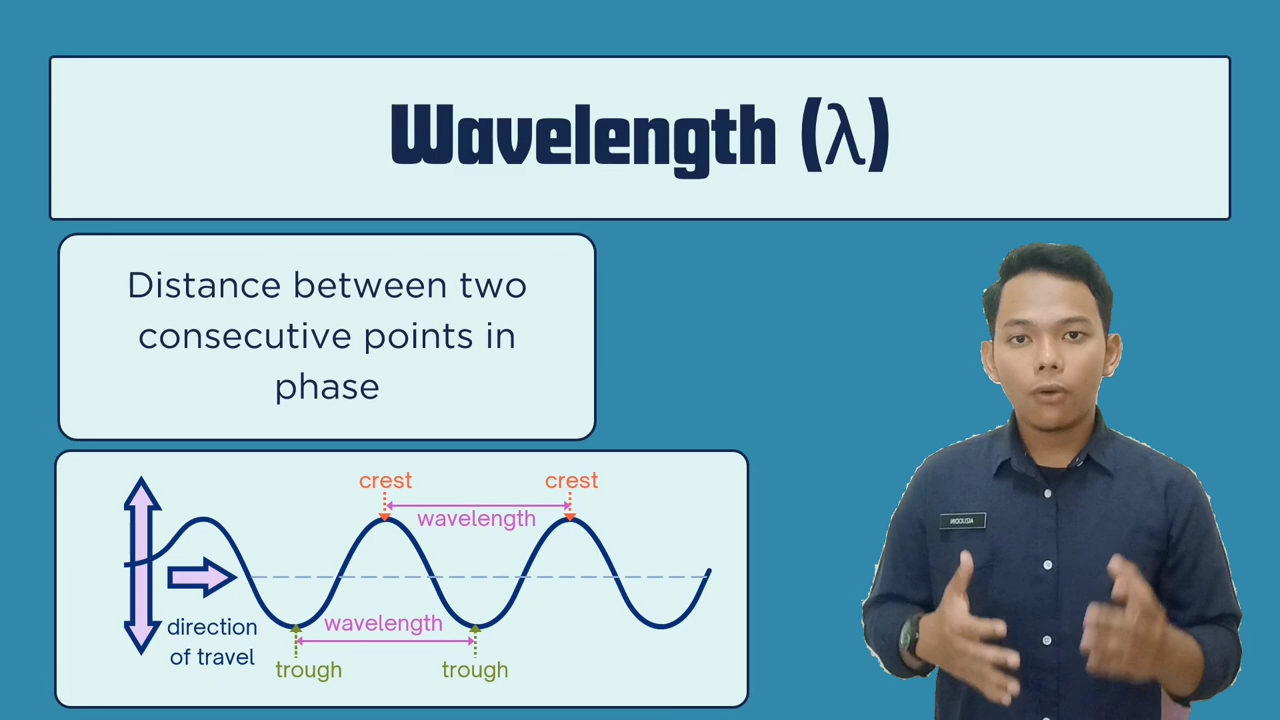 Wavelength (λ)
Distance between two
consecutive points in
phase
crest crest
wavelength
direction
of travel
wavelength
trough trough